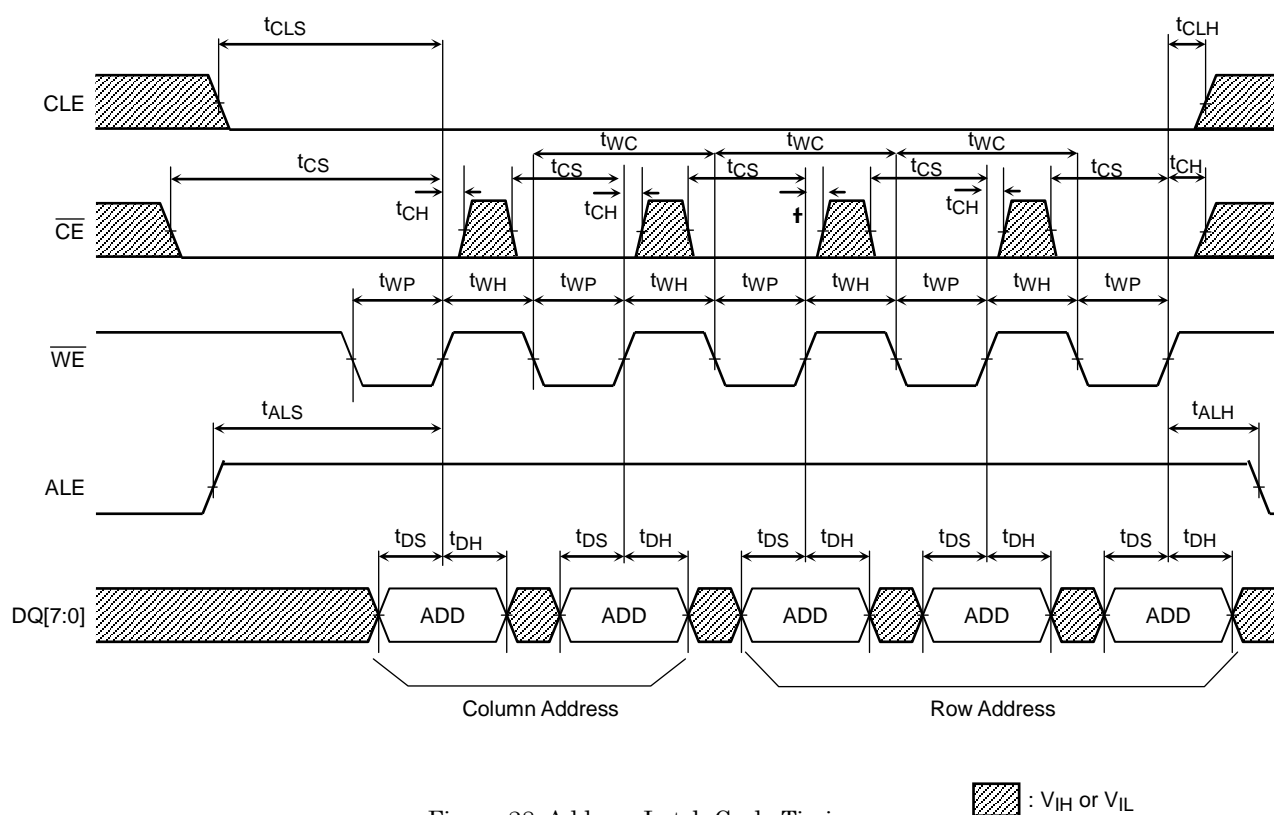 tCLS tCLH
CLE
tWC tWC tWC
tCS tCS tCS tCS tCS tCH
tCH tCH t tCH
CE
tWP tWH tWP tWH tWP tWH tWP tWH tWP
WE
tALS tALH
ALE
tDS tDH tDS tDH tDS tDH tDS tDH tDS tDH
DQ[7:0] ADD ADD ADD ADD ADD
Column Address Row Address
: VIH or VIL